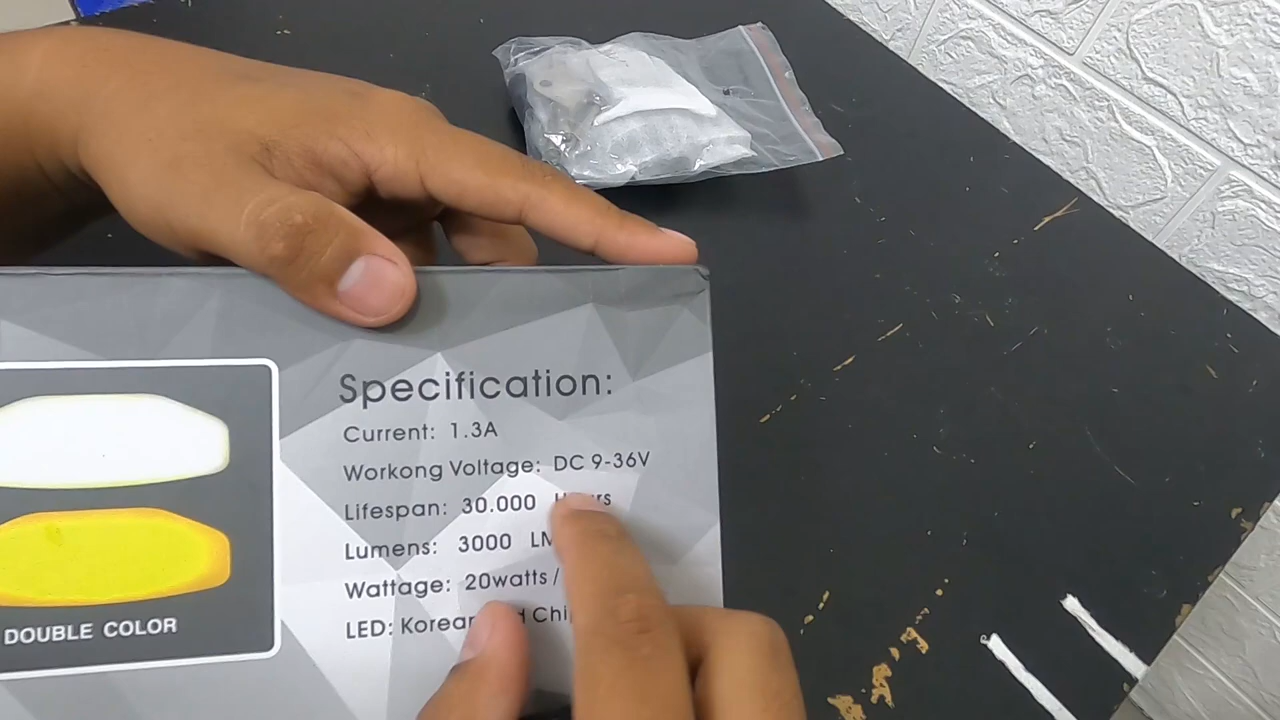 Specification:
Current: 1.3A
Workong Voltage: DC 9-36V
Lifespan: 30.000
Lumens: 3000
Wattage: 20watts /
LED:
DOUBLE COLOR